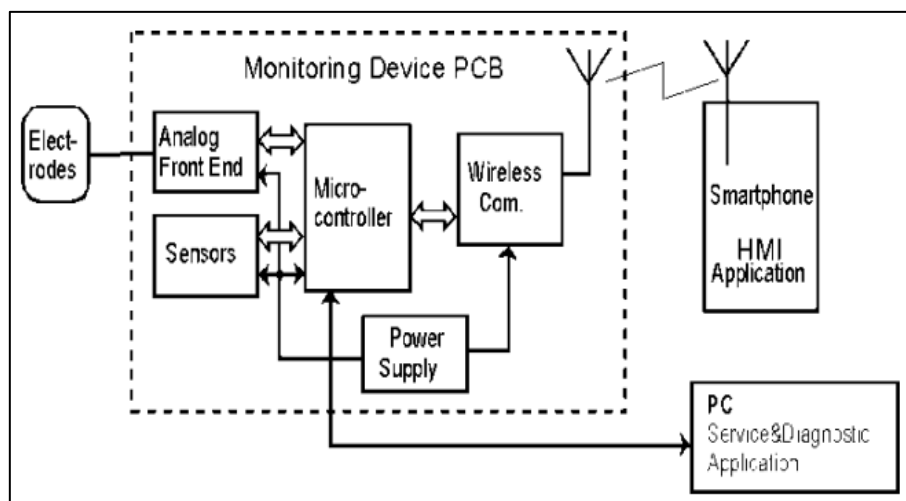 Monitoring Device PCB
Elect-
rodes
Analog
Front End
Micro-
controller
Wireless
Com.
Sensors
Power
Supply
Smartphone
HMI
Application
PC
Service&Diagnostic
Application